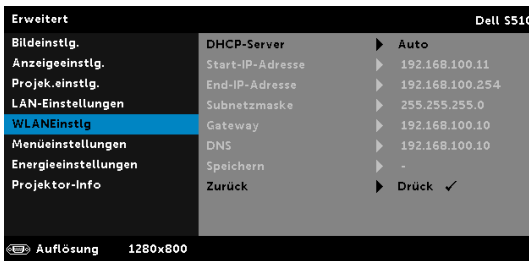 Erweitert Dell S510
Bildeinstlg. DHCP-Server Auto
Anzeigeeinstlg. Start-IP-Adresse 192.168.100.11
Projek.einstlg. End-IP-Adresse 192.168.100.254
LAN-Einstellungen Subnetzmaske 255.255.255.0
WLANEinstlg Gateway 192.168.100.10
Menüeinstellungen DNS 192.168.100.10
Energieeinstellungen Speichern -
Projektor-Info Zurück Drück ✓
Auflösung 1280x800